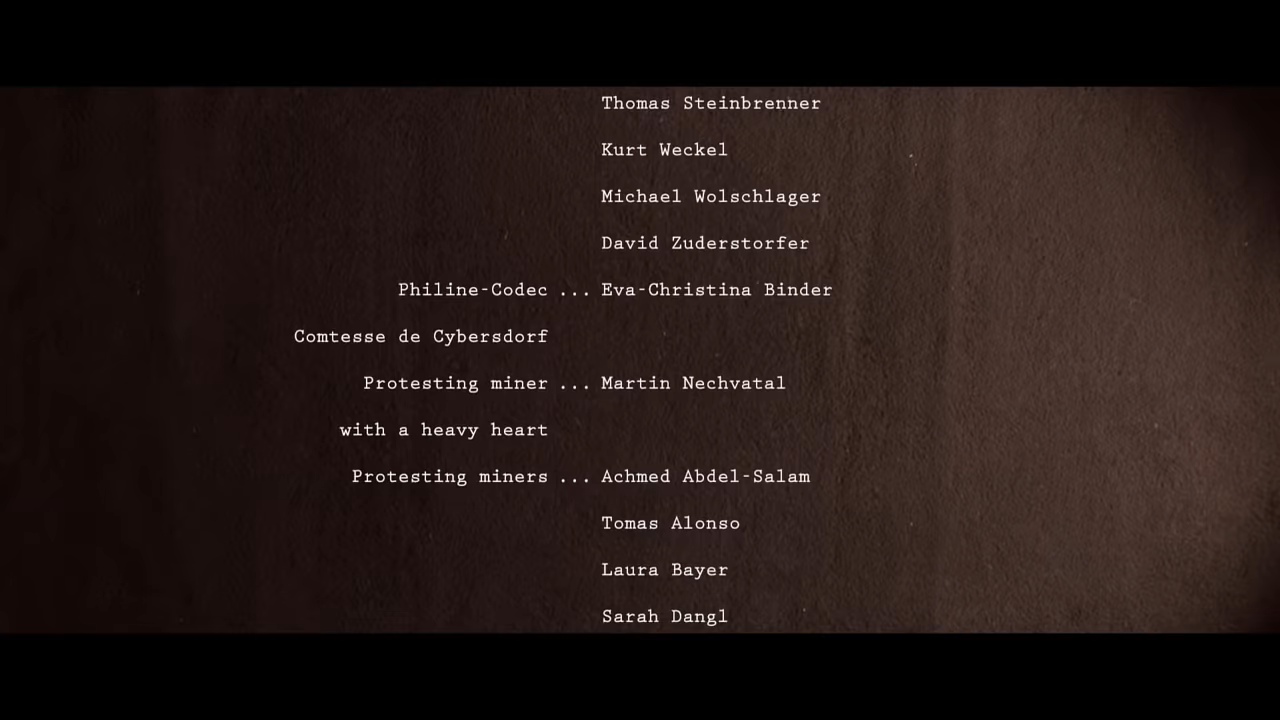 Thomas Steinbrenner
Kurt Weckel
Michael Wolschlager
David Zuderstorfer
Philine-Codec ... Eva-Christina Binder
Comtesse de Cybersdorf
Protesting miner ... Martin Nechvatal
with a heavy heart
Protesting miners ... Achmed Abdel-Salam
Tomas Alonso
Laura Bayer
Sarah Dangl